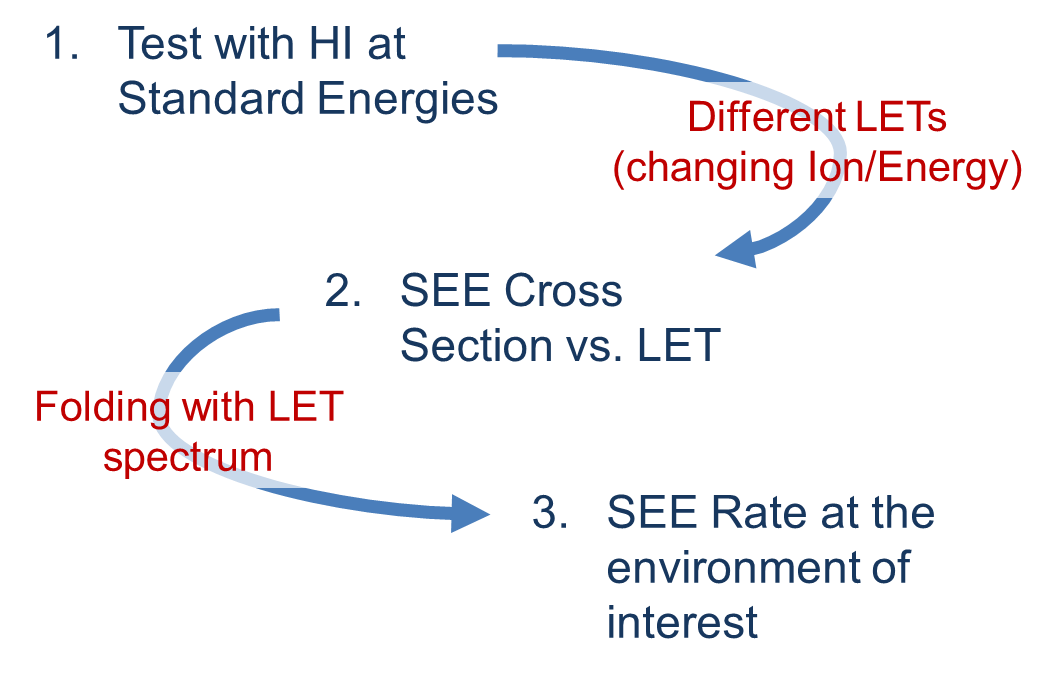 1. Test with HI at
Standard Energies
Different LETs
(changing Ion/Energy)
2. SEE Cross
Section vs. LET
Folding with LET
spectrum
3. SEE Rate at the
environment of
interest